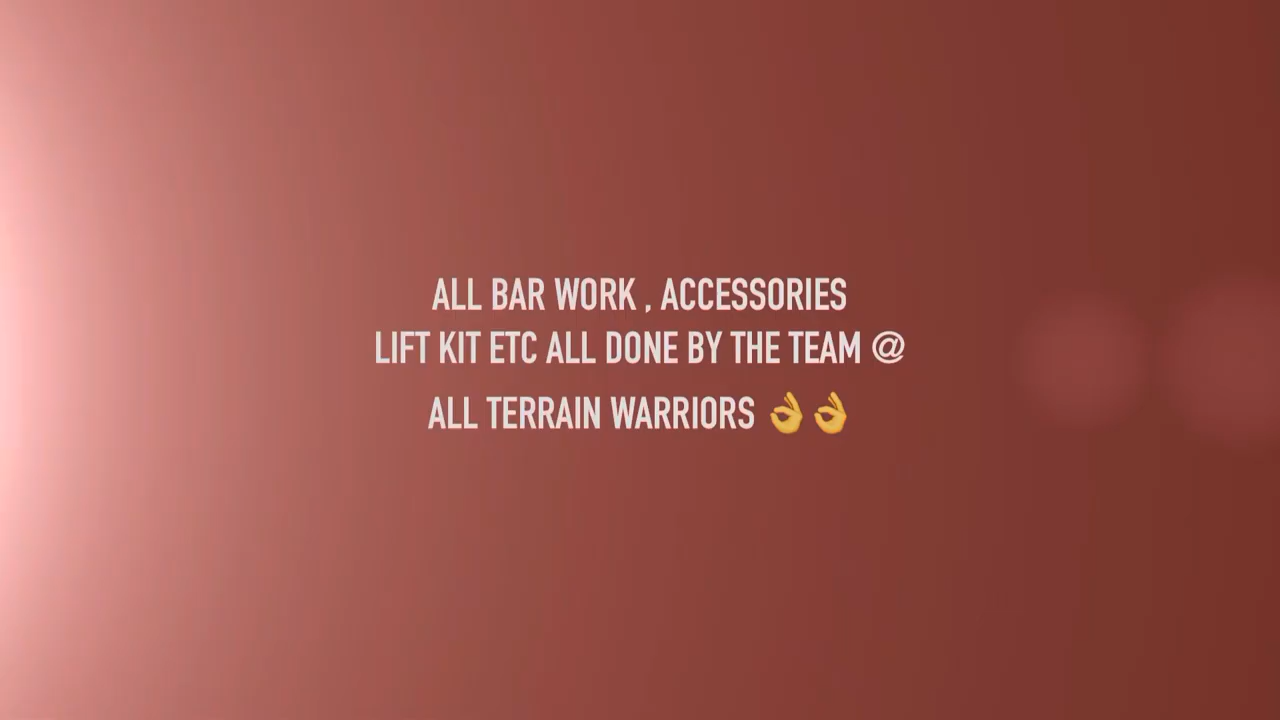 ALL BAR WORK , ACCESSORIES
LIFT KIT ETC ALL DONE BY THE TEAM @
ALL TERRAIN WARRIORS 👌👌